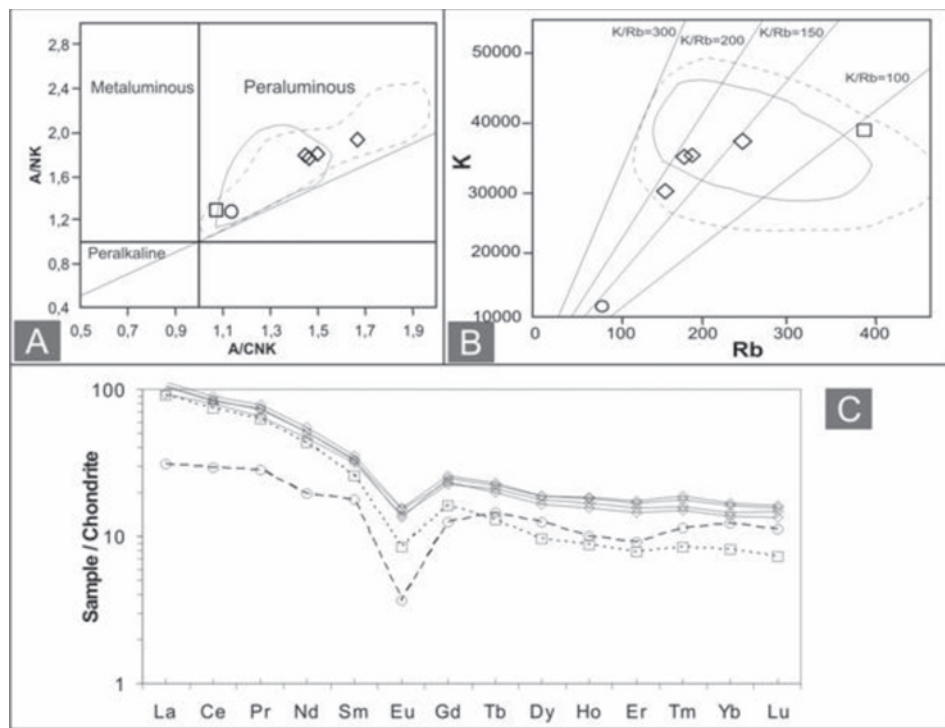 2,8
2,4
2,0
1,6
1,2
0,8
0,4
A/NK
Metaluminous
Peraluminous
Peralkaline
0,5 0,7 0,9 1,1 1,3 1,5 1,7 1,9
A/CNK
A
50000
40000
30000
20000
10000
K
K/Rb=300
K/Rb=200
K/Rb=150
K/Rb=100
0 100 200 300 400
Rb
B
C
100
10
1
Sample / Chondrite
La Ce Pr Nd Sm Eu Gd Tb Dy Ho Er Tm Yb Lu